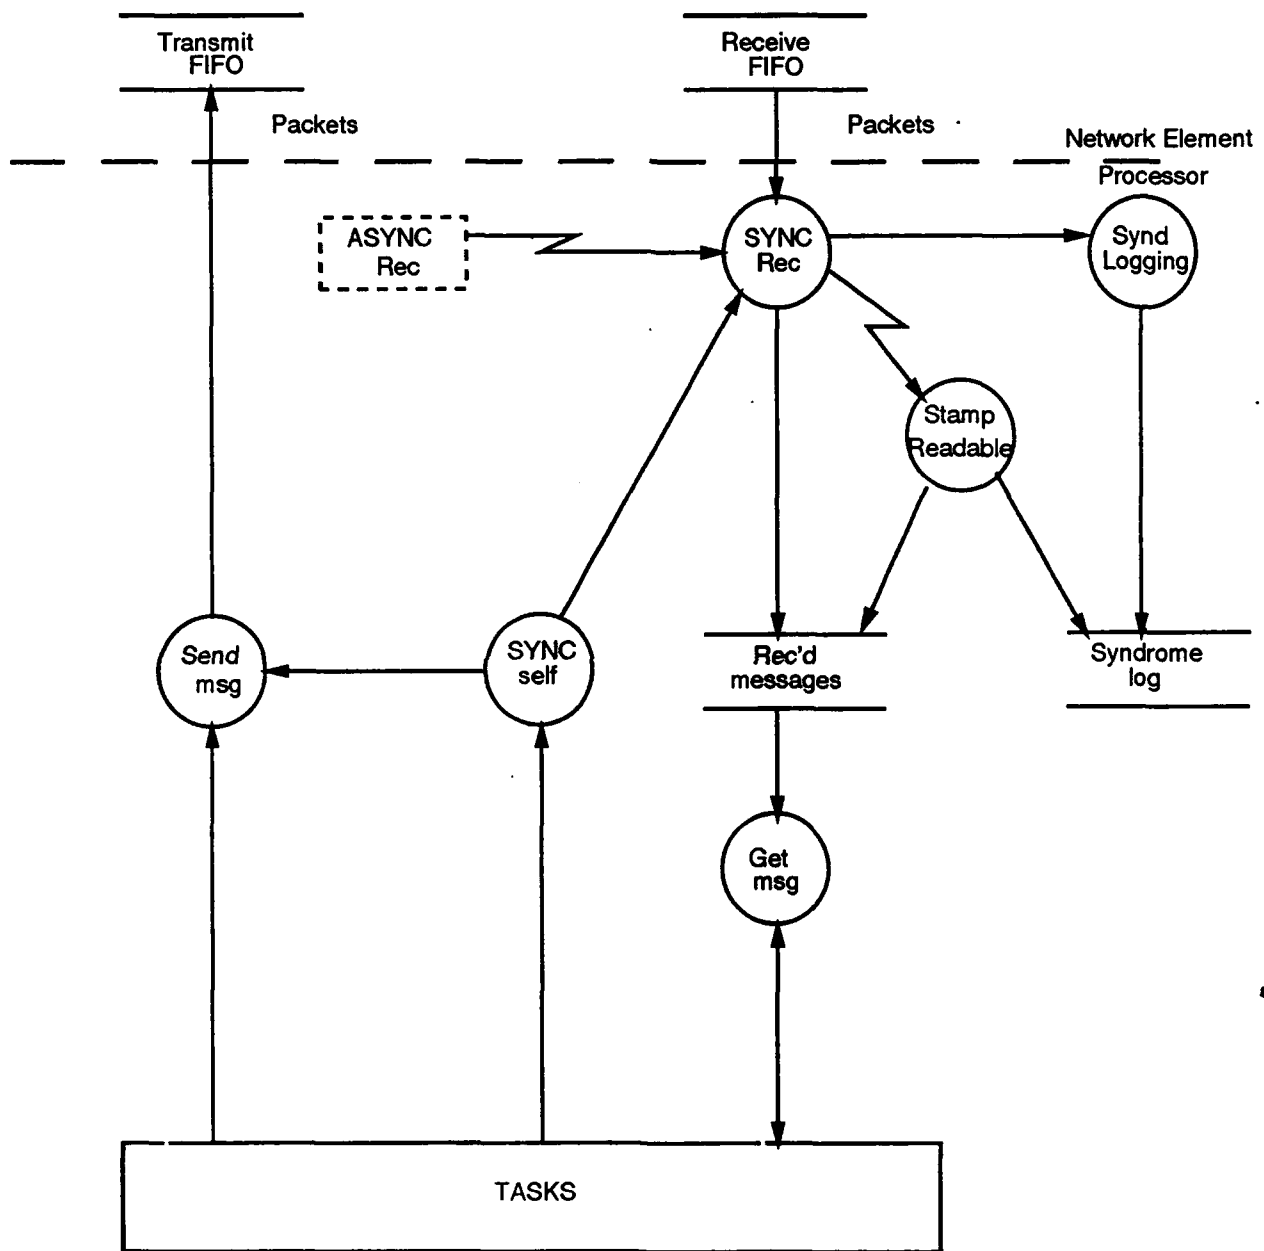 Transmit
FIFO
Receive
FIFO
Packets
Packets
Network Element
Processor
ASYNC
Rec
SYNC
Rec
Synd
Logging
Stamp
Readable
Send
msg
SYNC
self
Rec'd
messages
Syndrome
log
Get
msg
TASKS